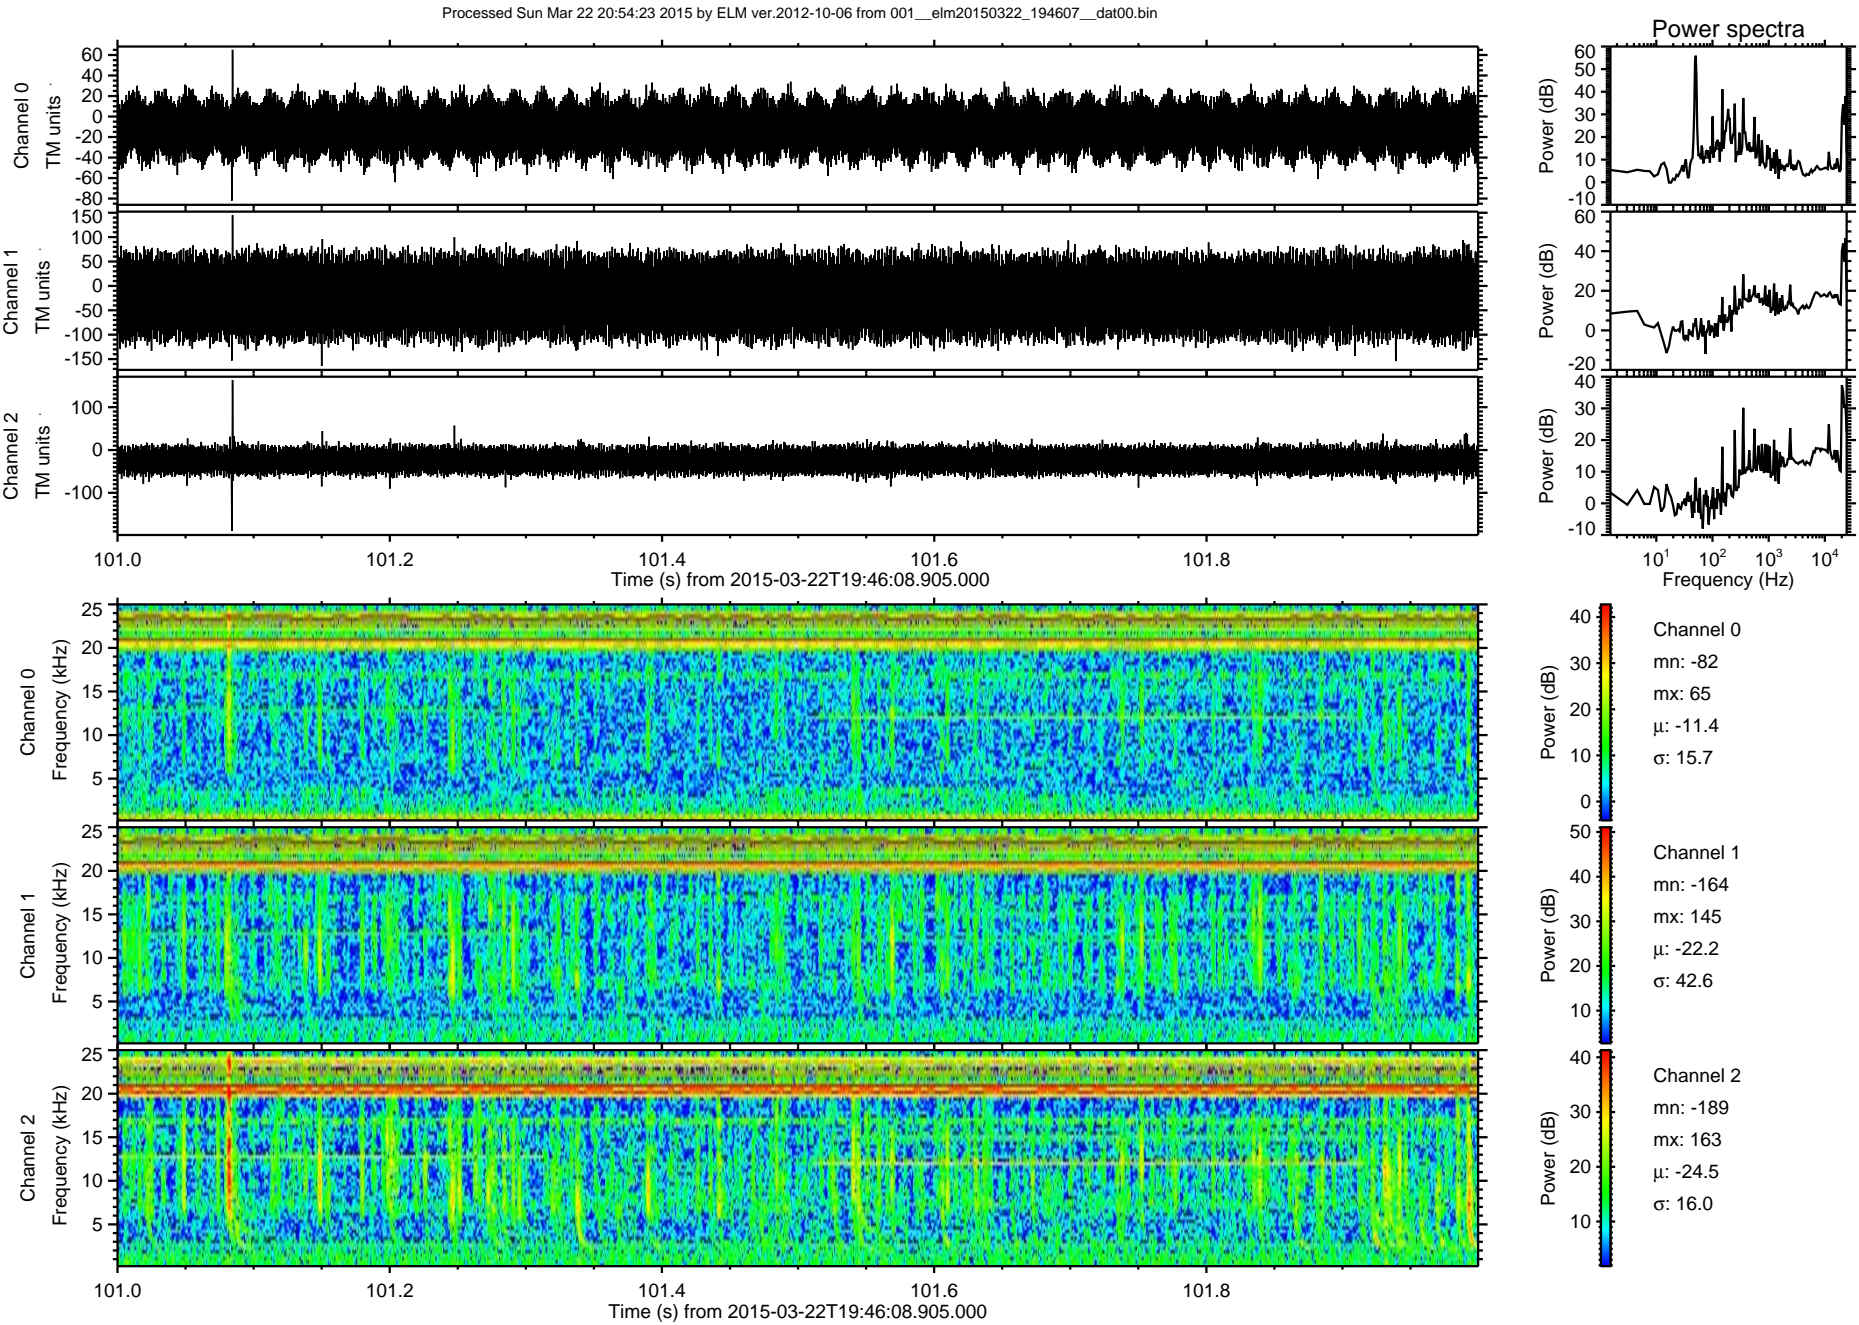 Processed Sun Mar 22 20:54:23 2015 by ELM ver.2012-10-06 from 001__elm20150322_194607__dat00.bin
Power spectra
Channel 0
TM units
60
40
20
0
-20
-40
-60
-80
Power (dB)
60
50
40
30
20
10
0
-10
Channel 1
TM units
150
100
50
0
-50
-100
-150
Power (dB)
60
40
20
0
-20
Channel 2
TM units
100
0
-100
Power (dB)
40
30
20
10
0
-10
101.0 101.2 101.4 101.6 101.8
Time (s) from 2015-03-22T19:46:08.905.000
10^1 10^2 10^3 10^4
Frequency (Hz)
Channel 0
Frequency (kHz)
25
20
15
10
5
Power (dB)
40
30
20
10
0
Channel 0
mn: -82
mx: 65
μ: -11.4
σ: 15.7
Channel 1
Frequency (kHz)
25
20
15
10
5
Power (dB)
50
40
30
20
10
Channel 1
mn: -164
mx: 145
μ: -22.2
σ: 42.6
Channel 2
Frequency (kHz)
25
20
15
10
5
Power (dB)
40
30
20
10
Channel 2
mn: -189
mx: 163
μ: -24.5
σ: 16.0
101.0 101.2 101.4 101.6 101.8
Time (s) from 2015-03-22T19:46:08.905.000